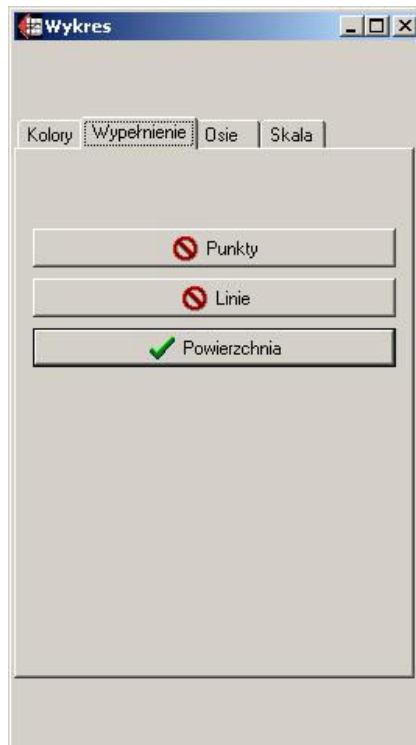 Wykres
Kolory Wypełnienie Osie Skala
Punkty
Linie
Powierzchnia